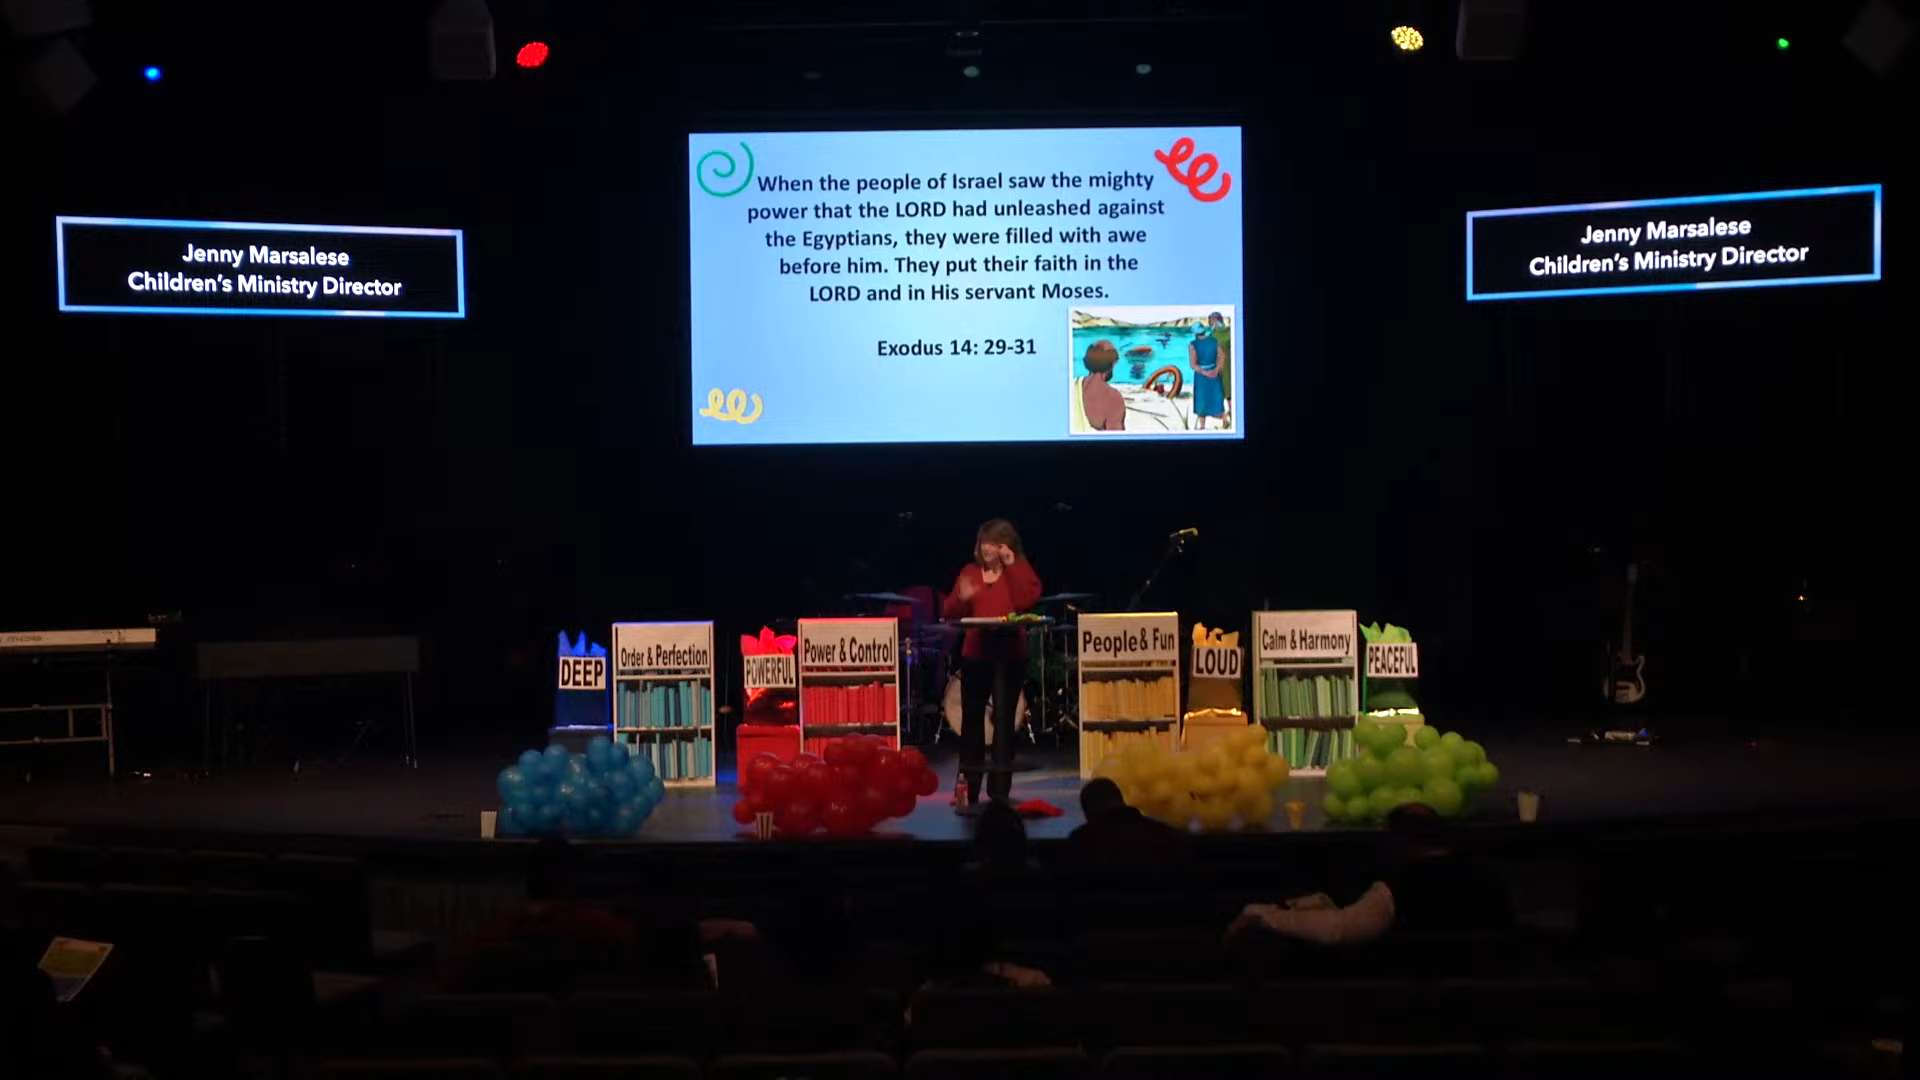 When the people of Israel saw the mighty
power that the LORD had unleashed against
the Egyptians, they were filled with awe
before him. They put their faith in the
LORD and in His servant Moses.
Exodus 14: 29-31
Jenny Marsalese
Children's Ministry Director
Jenny Marsalese
Children's Ministry Director
DEEP
Order & Perfection
POWERFUL
Power & Control
People & Fun
LOUD
Calm & Harmony
PEACEFUL